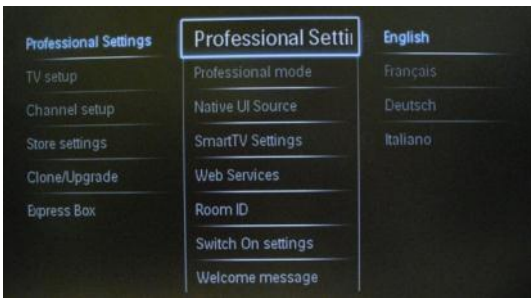 Professional Settings
TV setup
Channel setup
Store settings
Clone/Upgrade
Express Box
Professional Settin
Professional mode
Native UI Source
SmartTV Settings
Web Services
Room ID
Switch On settings
Welcome message
English
Français
Deutsch
Italiano